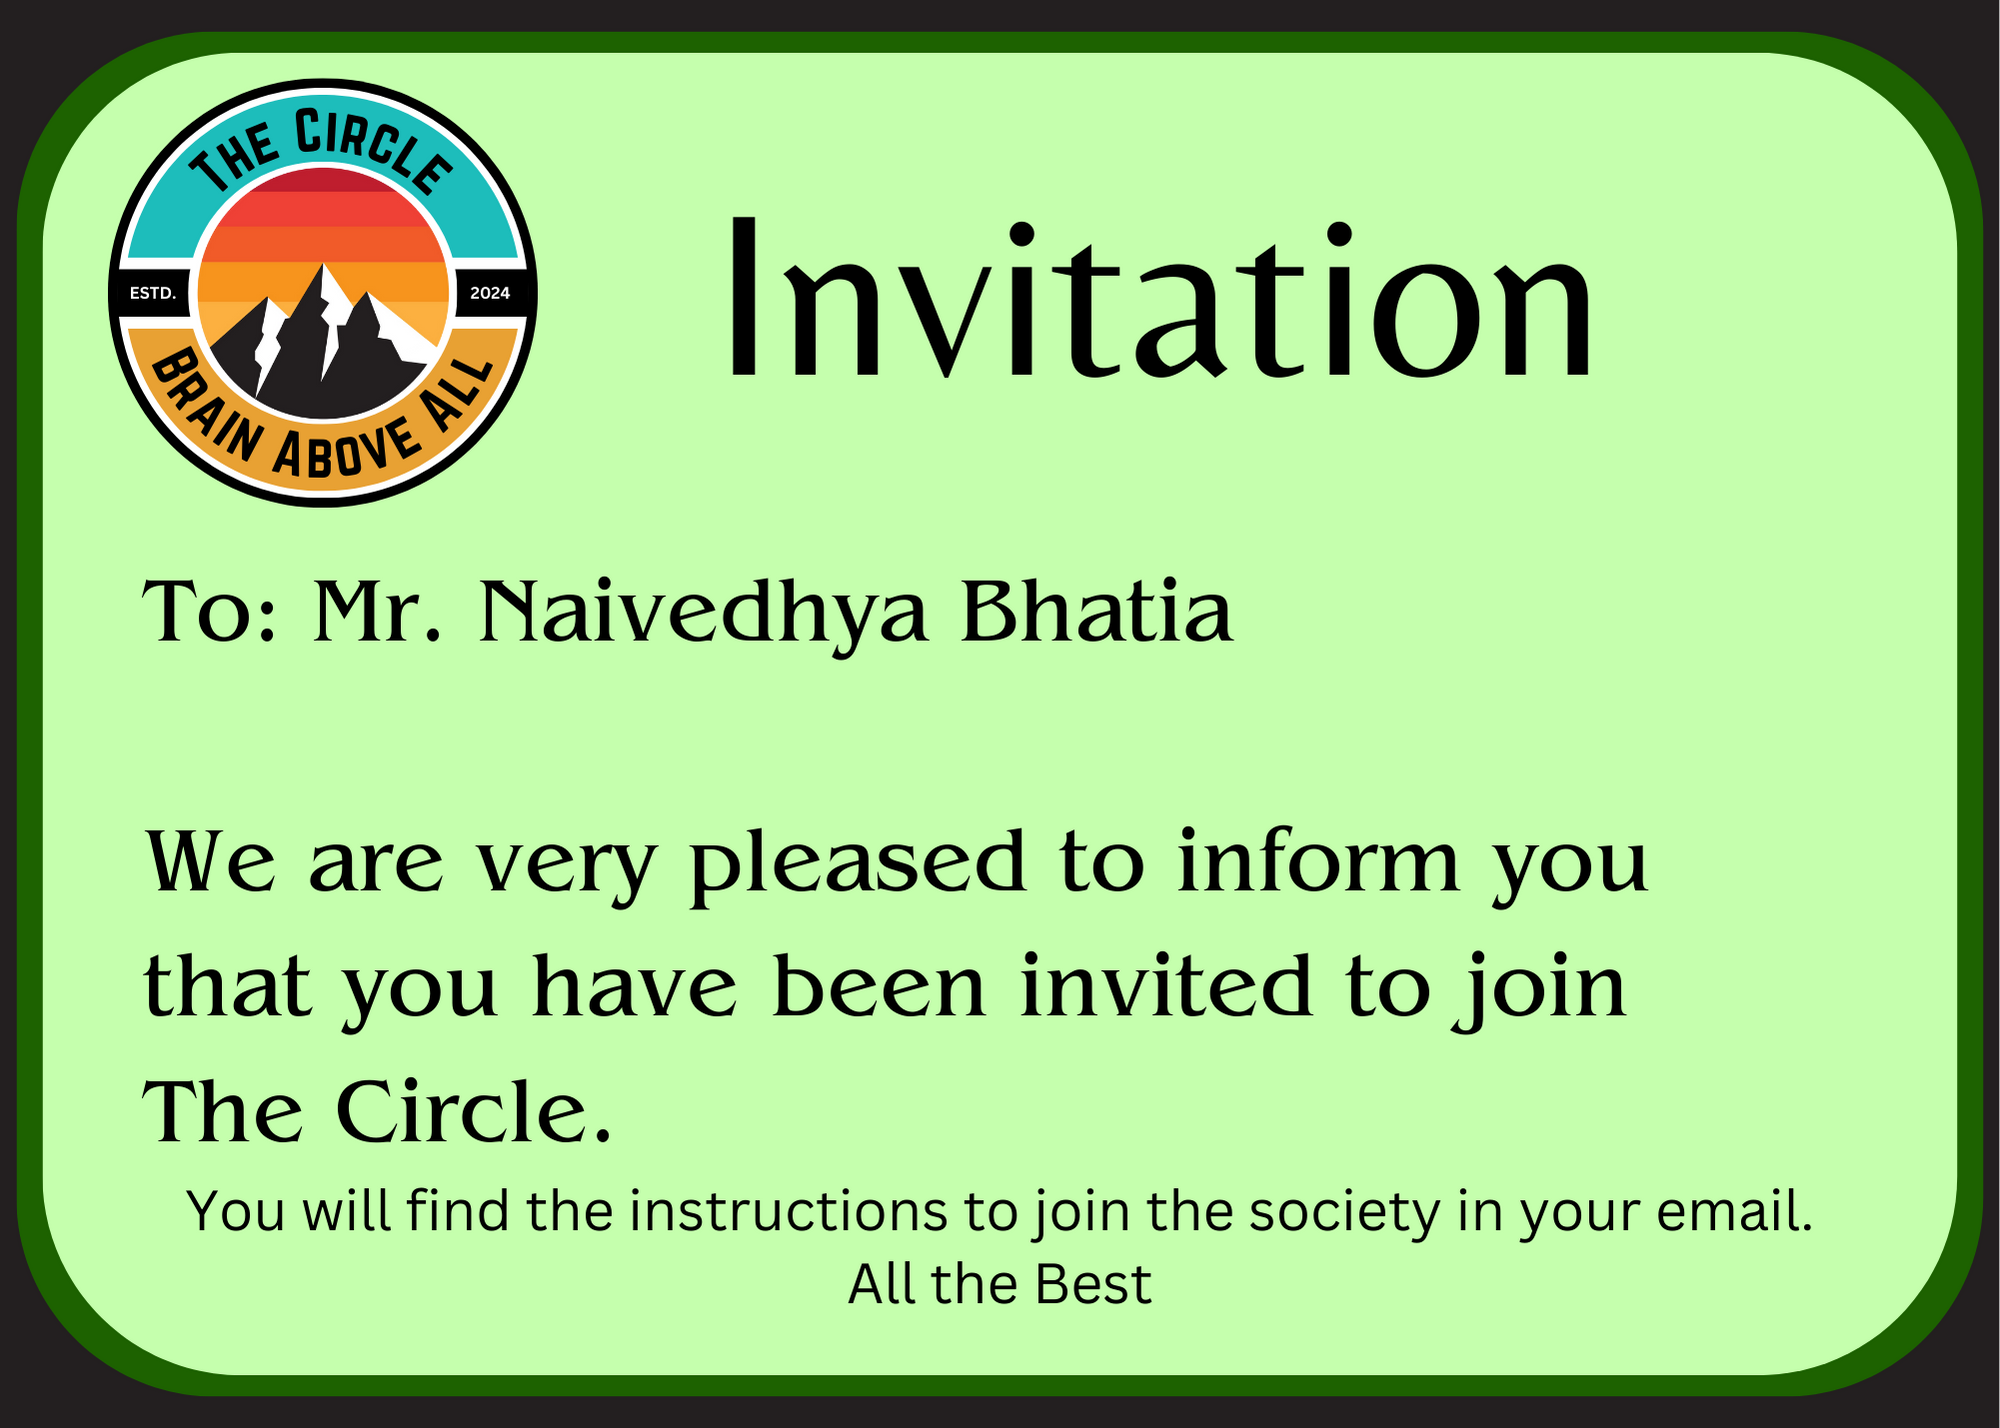 THE CIRCLE
ESTD. 2024
BRAIN ABOVE ALL
Invitation
To: Mr. Naivedhya Bhatia
We are very pleased to inform you
that you have been invited to join
The Circle.
You will find the instructions to join the society in your email.
All the Best